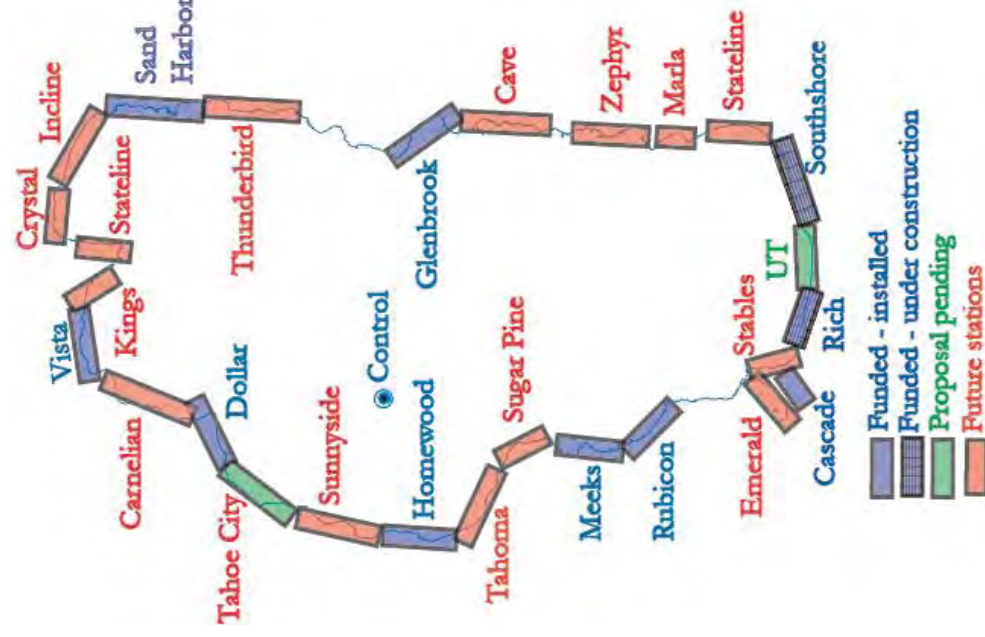 Crystal
Incline
Sand
Harbor
Stateline
Vista
Kings
Thunderbird
Carnelian
Dollar
Glenbrook
Cave
Tahoe City
Sunnyside
Control
Zephyr
Homewood
Sugar Pine
Marla
Tahoma
Stateline
Meeks
Stables
UT
Southshore
Rubicon
Rich
Emerald
Cascade
Funded - installed
Funded - under construction
Proposal pending
Future stations